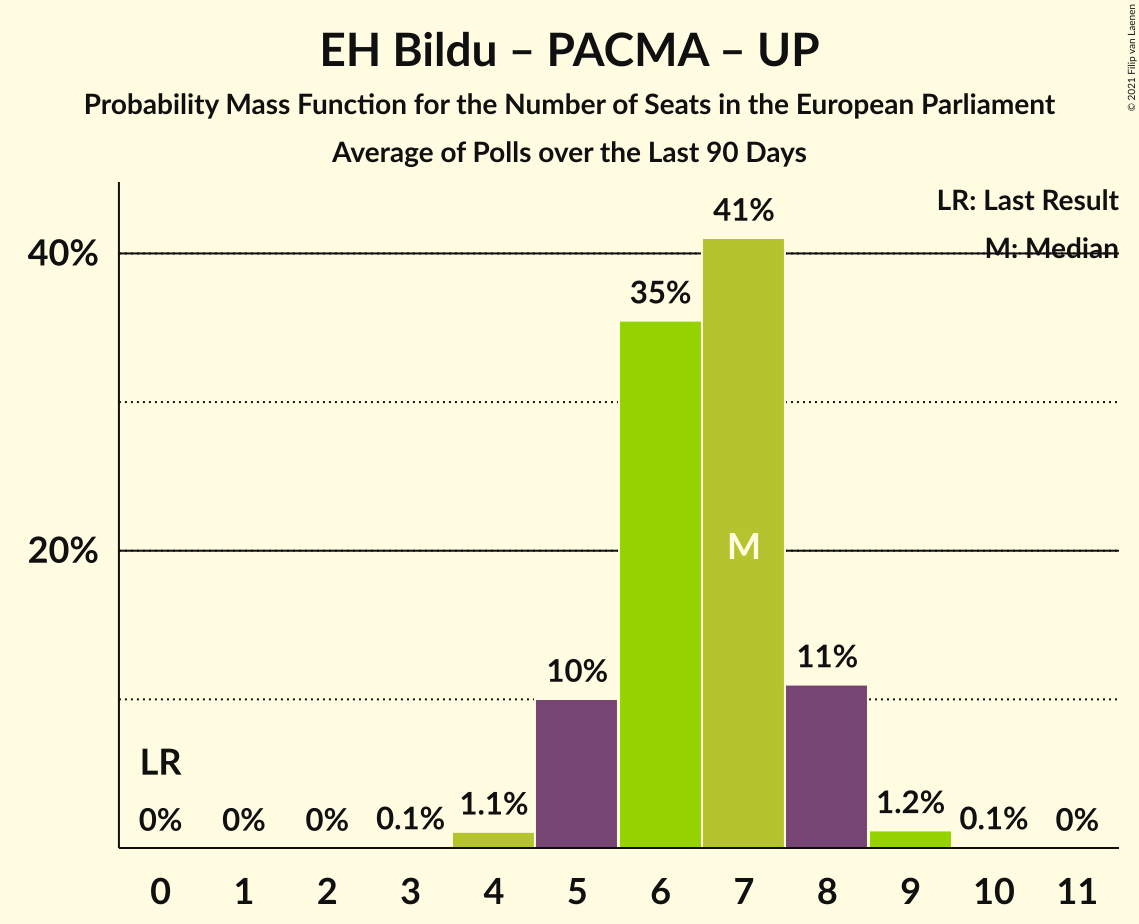 EH Bildu – PACMA – UP
Probability Mass Function for the Number of Seats in the European Parliament
Average of Polls over the Last 90 Days
© 2021 Filip van Laenen
LR: Last Result
M: Median
40%
20%
41%
35%
M
10%
11%
LR
0%
0%
0%
0.1%
1.1%
1.2%
0.1%
0%
0 1 2 3 4 5 6 7 8 9 10 11